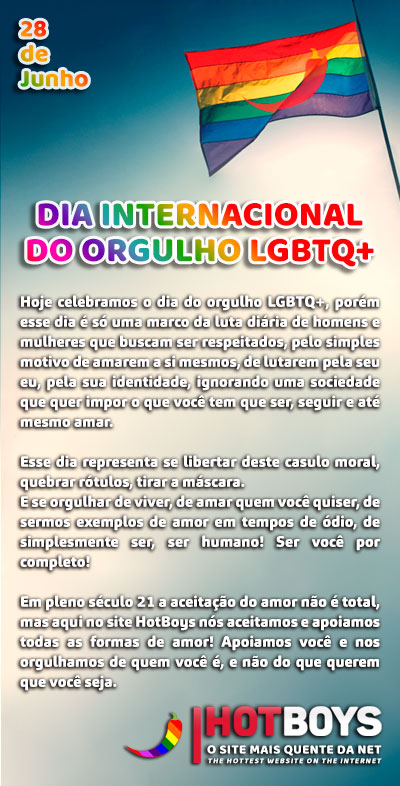 28
de
Junho
DIA INTERNACIONAL
DO ORGULHO LGBTQ+
Hoje celebramos o dia do orgulho LGBTQ+, porém
esse dia é só uma marco da luta diária de homens e
mulheres que buscam ser respeitados, pelo simples
motivo de amarem a si mesmos, de lutarem pela seu
eu, pela sua identidade, ignorando uma sociedade
que quer impor o que você tem que ser, seguir e até
mesmo amar.
Esse dia representa se libertar deste casulo moral,
quebrar rótulos, tirar a máscara.
E se orgulhar de viver, de amar quem você quiser, de
sermos exemplos de amor em tempos de ódio, de
simplesmente ser, ser humano! Ser você por
completo!
Em pleno século 21 a aceitação do amor não é total,
mas aqui no site HotBoys nós aceitamos e apoiamos
todas as formas de amor! Apoiamos você e nos
orgulhamos de quem você é, e não do que querem
que você seja.
HOTBOYS
O SITE MAIS QUENTE DA NET
THE HOTTEST WEBSITE ON THE INTERNET